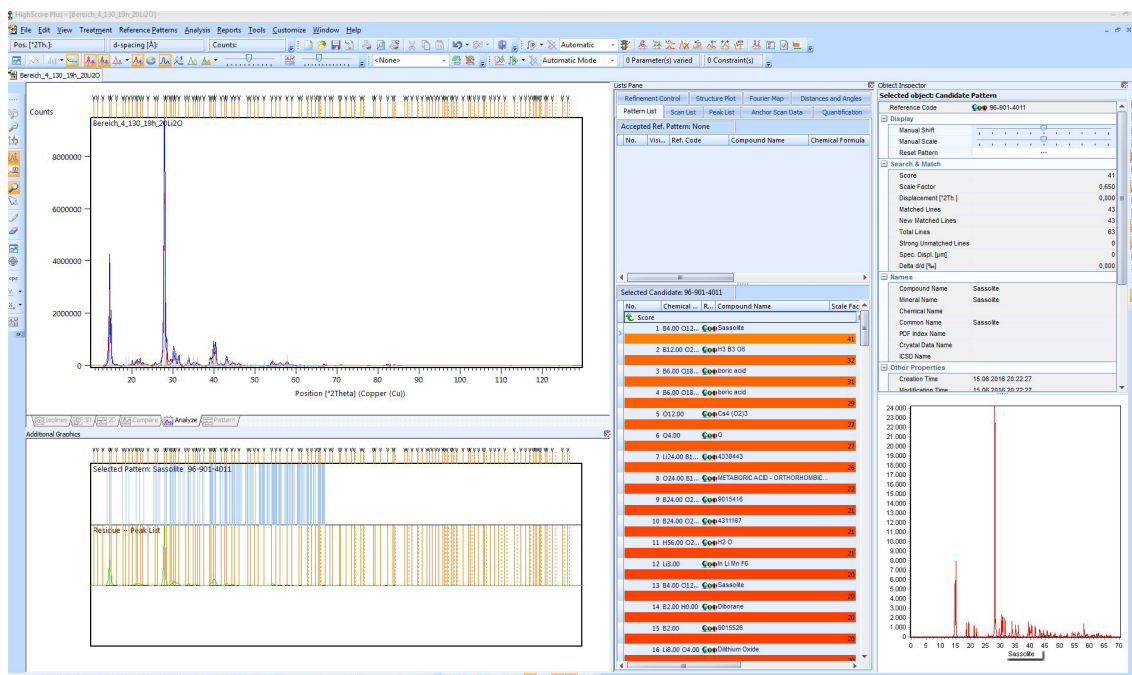 HighScore Plus - [Bereich_4_130_19h_20Li2O]
File Edit View Treatment Reference Patterns Analysis Reports Tools Customize Window Help
Pos. [°2Th.]: d-spacing [Å]: Counts: Automatic
<None> Automatic Mode 0 Parameter(s) varied 0 Constraint(s)
Bereich_4_130_19h_20Li2O
Counts
Bereich_4_130_19h_20Li2O
8000000
6000000
4000000
2000000
0
20 30 40 50 60 70 80 90 100 110 120
Position [°2Theta] (Copper (Cu))
Isolines 3D 2D Compare Analyze Pattern
Additional Graphics
Selected Pattern: Sassolite 96-901-4011
Residue + Peak List
Lists Pane
Refinement Control Structure Plot Fourier Map Distances and Angles
Pattern List Scan List Peak List Anchor Scan Data Quantification
Accepted Ref. Pattern: None
No. Visi... Ref. Code Compound Name Chemical Formula
Selected Candidate: 96-901-4011
No. Chemical ... R... Compound Name Scale Fac
Score
1 B4.00 O12... Sassolite
41
2 B12.00 O2... H3 B3 O6
32
3 B6.00 O18... boric acid
31
4 B6.00 O18... boric acid
29
5 O12.00 Cs4 (O2)3
27
6 O4.00 O
27
7 Li24.00 B1... 4338443
26
8 O24.00 B1... METABORIC ACID - ORTHORHOMBIC...
22
9 B24.00 O2... 9015416
21
10 B24.00 O2... 4311167
21
11 H56.00 O2... H2 O
21
12 Li3.00 In Li Mn F6
20
13 B4.00 O12... Sassolite
20
14 B2.00 H0.00 Diborane
20
15 B2.00 9015526
20
16 Li8.00 O4.00 Dilithium Oxide
Object Inspector
Selected object: Candidate Pattern
Reference Code 96-901-4011
Display
Manual Shift
Manual Scale
Reset Pattern ...
Search & Match
Score 41
Scale Factor 0,650
Displacement [°2Th.] 0,000
Matched Lines 43
New Matched Lines 43
Total Lines 63
Strong Unmatched Lines 0
Spec. Displ. [µm] 0
Delta d/d [‰] 0,000
Names
Compound Name Sassolite
Mineral Name Sassolite
Chemical Name
Common Name Sassolite
PDF Index Name
Crystal Data Name
ICSD Name
Other Properties
Creation Time 15.06.2016 20:22:27
Modification Time 15.06.2016 20:22:27
24.000
23.000
22.000
21.000
20.000
19.000
18.000
17.000
16.000
15.000
14.000
13.000
12.000
11.000
10.000
9.000
8.000
7.000
6.000
5.000
4.000
3.000
2.000
1.000
0
0 5 10 15 20 25 30 35 40 45 50 55 60 65 70
Sassolite